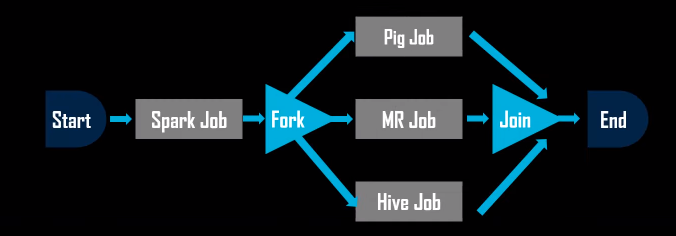 Pig Job
Start
Spark Job
Fork
MR Job
Join
End
Hive Job